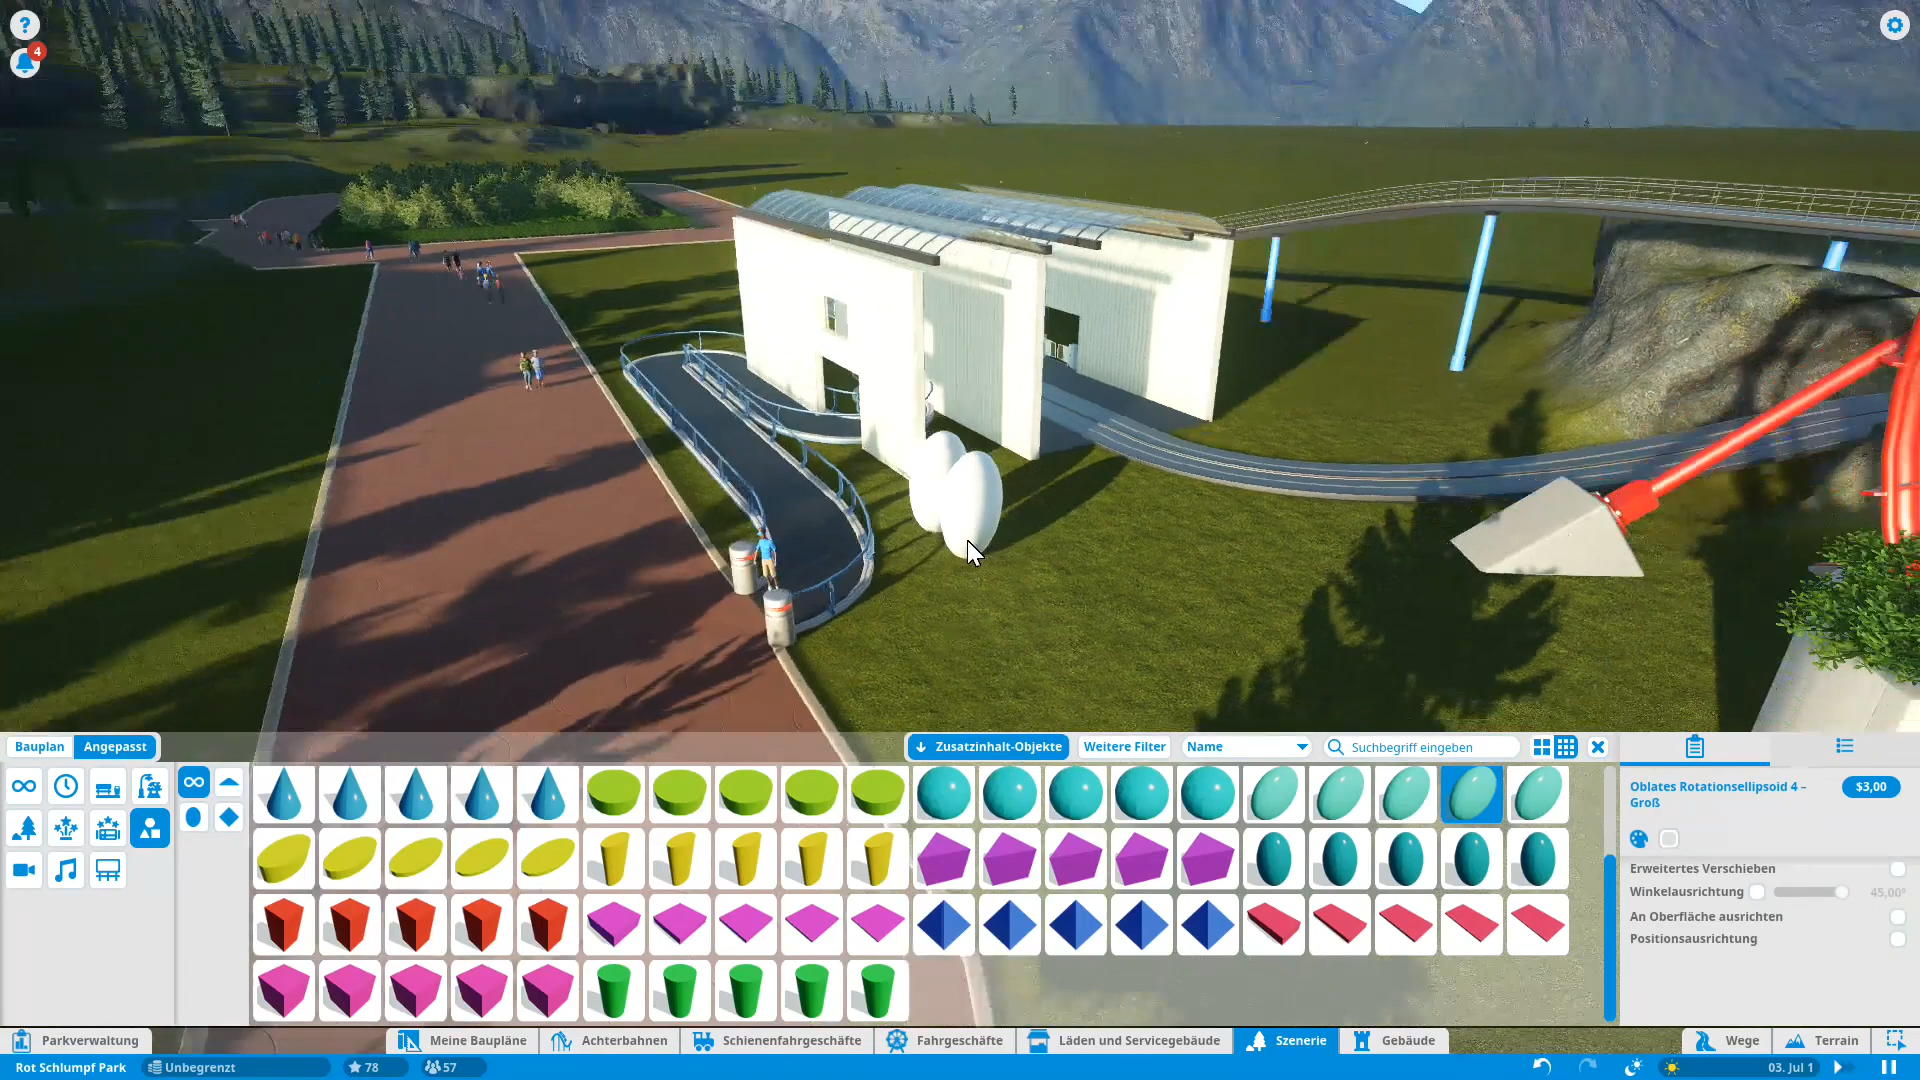 ?
4
Bauplan
Angepasst
Zusatzinhalt-Objekte
Weitere Filter
Name
Suchbegriff eingeben
Oblates Rotationsellipsoid 4 –
Groß
$3,00
Erweitertes Verschieben
Winkelausrichtung
45,00°
An Oberfläche ausrichten
Positionsausrichtung
Parkverwaltung
Meine Baupläne
Achterbahnen
Schienenfahrgeschäfte
Fahrgeschäfte
Läden und Servicegebäude
Szenerie
Gebäude
Wege
Terrain
Rot Schlumpf Park
Unbegrenzt
78
57
03. Jul 1